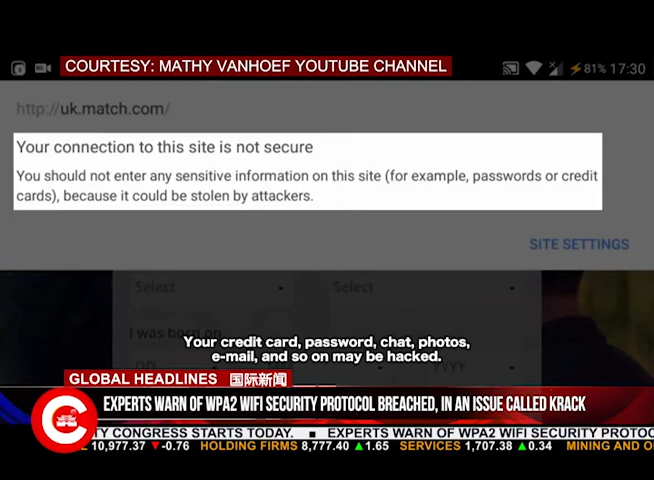 COURTESY: MATHY VANHOEF YOUTUBE CHANNEL
81% 17:30
http://uk.match.com/
Your connection to this site is not secure
You should not enter any sensitive information on this site (for example, passwords or credit
cards), because it could be stolen by attackers.
SITE SETTINGS
Select Select
I was born on
DD YYYY
Your credit card, password, chat, photos,
e-mail, and so on may be hacked.
GLOBAL HEADLINES 国际新闻
EXPERTS WARN OF WPA2 WIFI SECURITY PROTOCOL BREACHED, IN AN ISSUE CALLED KRACK
TY CONGRESS STARTS TODAY. ■ EXPERTS WARN OF WPA2 WIFI SECURITY PROTOC
10,977.37 ▼-0.76 HOLDING FIRMS 8,777.40 ▲1.65 SERVICES 1,707.38 ▲0.34 MINING AND O